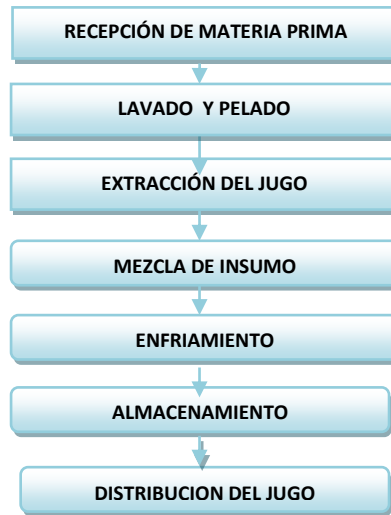 RECEPCIÓN DE MATERIA PRIMA
LAVADO Y PELADO
EXTRACCIÓN DEL JUGO
MEZCLA DE INSUMO
ENFRIAMIENTO
ALMACENAMIENTO
DISTRIBUCION DEL JUGO